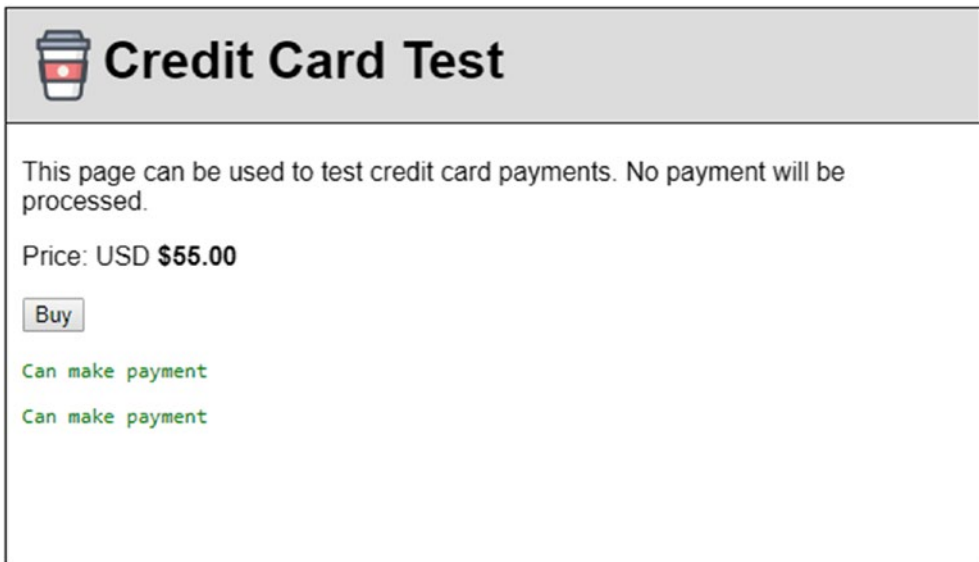 Credit Card Test
This page can be used to test credit card payments. No payment will be
processed.
Price: USD $55.00
Buy
Can make payment
Can make payment